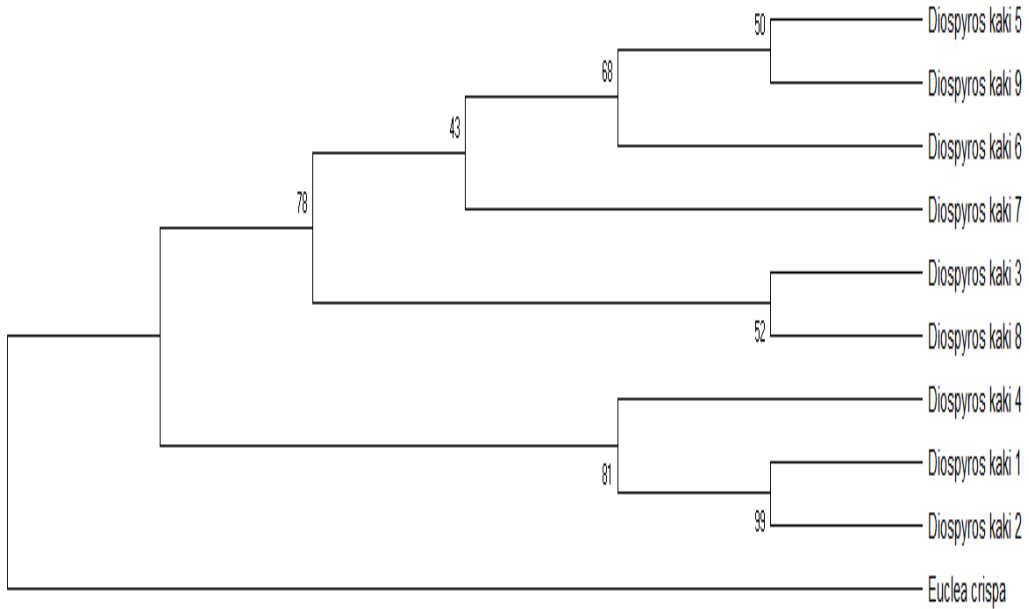 50
Diospyros kaki 5
68
Diospyros kaki 9
43
Diospyros kaki 6
78
Diospyros kaki 7
Diospyros kaki 3
52
Diospyros kaki 8
Diospyros kaki 4
81
Diospyros kaki 1
99
Diospyros kaki 2
Euclea crispa